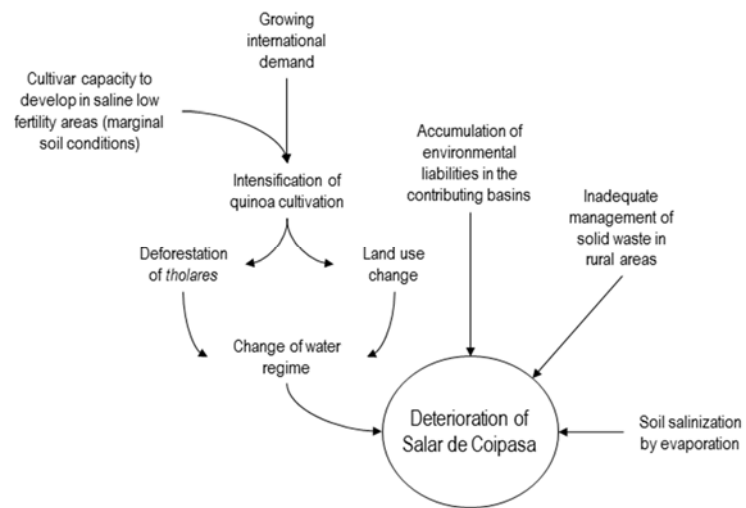 Growing
international
demand
Cultivar capacity to
develop in saline low
fertility areas (marginal
soil conditions)
Intensification of
quinoa cultivation
Deforestation
of tholares
Land use
change
Change of water
regime
Accumulation of
environmental
liabilities in the
contributing basins
Inadequate
management of
solid waste in
rural areas
Deterioration of
Salar de Coipasa
Soil salinization
by evaporation